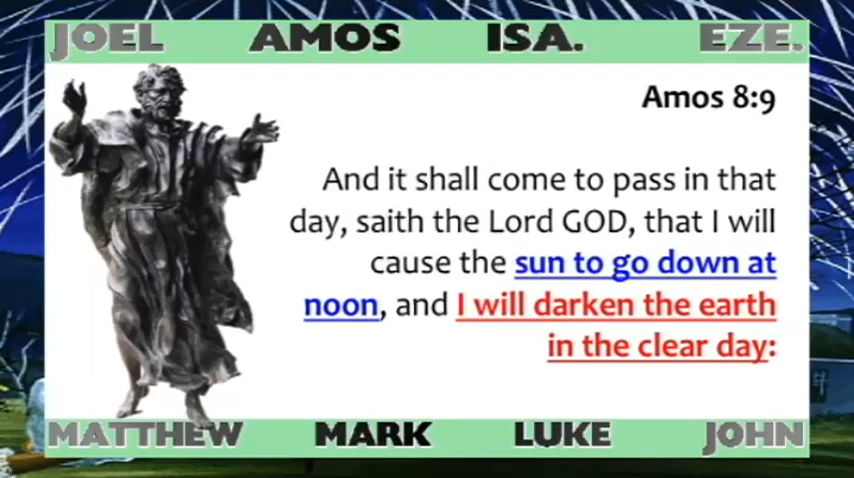 JOEL AMOS ISA. EZE.
Amos 8:9
And it shall come to pass in that
day, saith the Lord GOD, that I will
cause the sun to go down at
noon, and I will darken the earth
in the clear day:
MATTHEW MARK LUKE JOHN